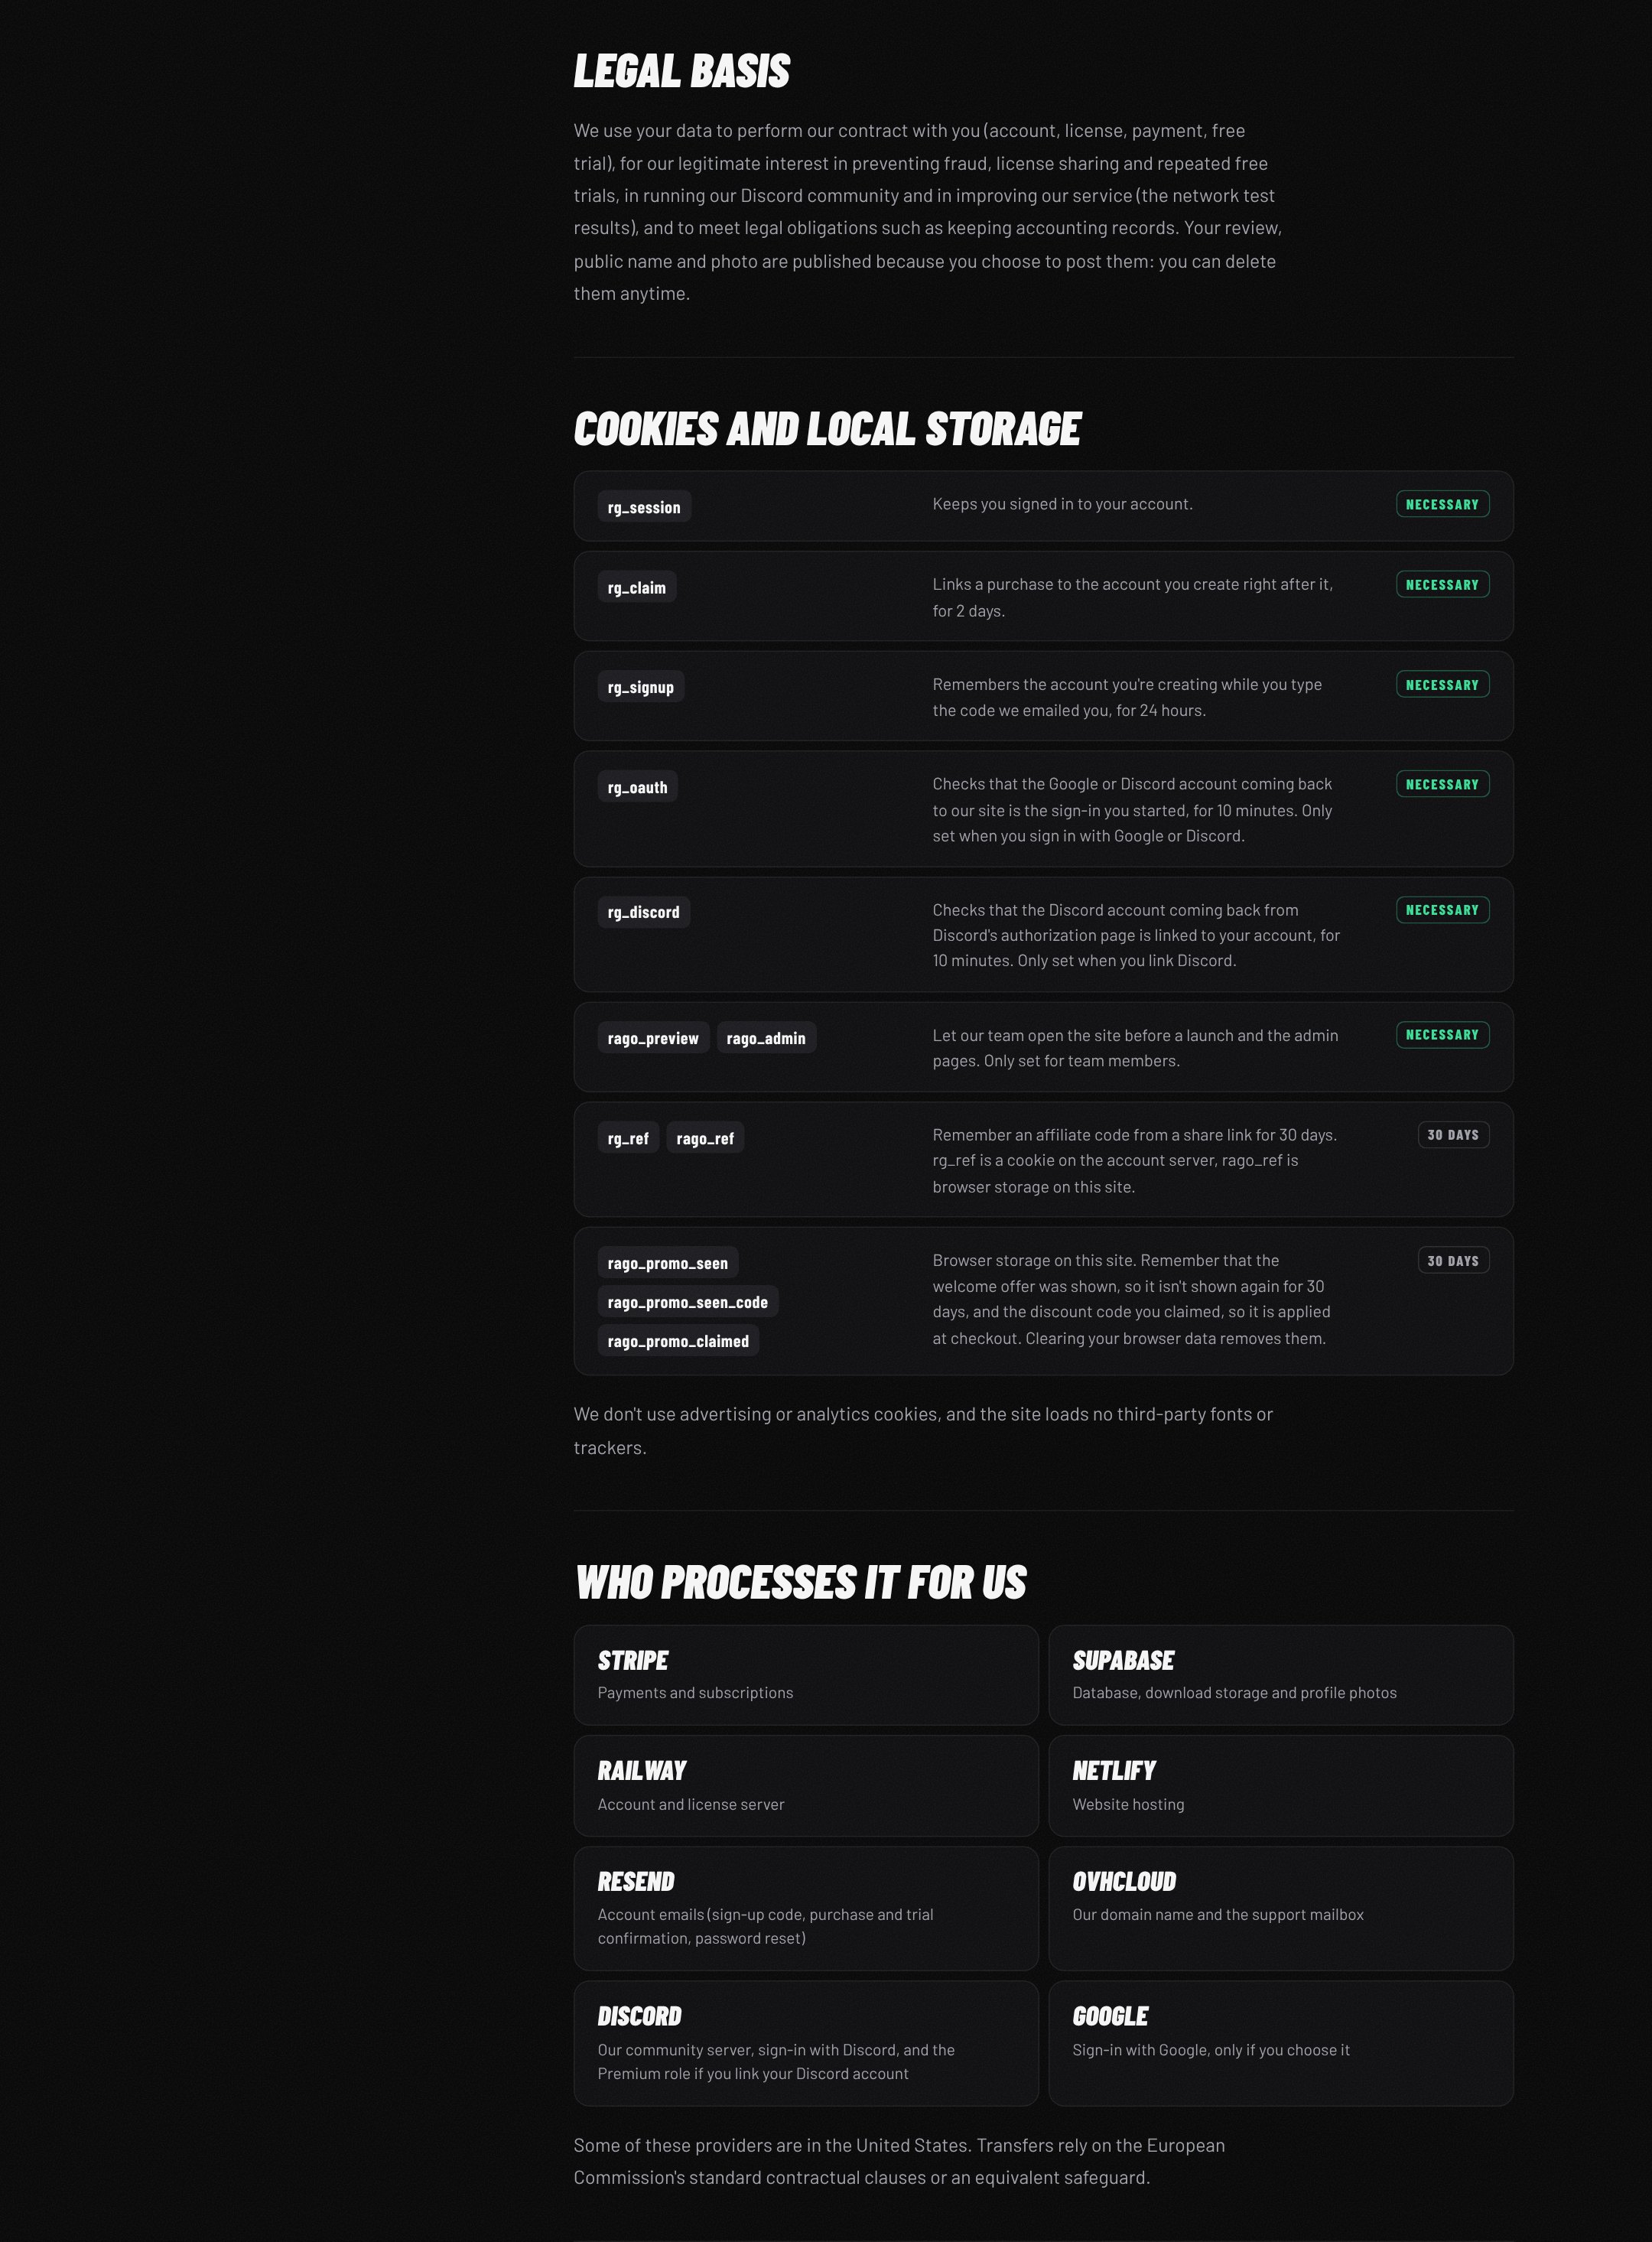 LEGAL BASIS
We use your data to perform our contract with you (account, license, payment, free
trial), for our legitimate interest in preventing fraud, license sharing and repeated free
trials, in running our Discord community and in improving our service (the network test
results), and to meet legal obligations such as keeping accounting records. Your review,
public name and photo are published because you choose to post them: you can delete
them anytime.
COOKIES AND LOCAL STORAGE
rg_session
Keeps you signed in to your account.
NECESSARY
rg_claim
Links a purchase to the account you create right after it,
for 2 days.
NECESSARY
rg_signup
Remembers the account you're creating while you type
the code we emailed you, for 24 hours.
NECESSARY
rg_oauth
Checks that the Google or Discord account coming back
to our site is the sign-in you started, for 10 minutes. Only
set when you sign in with Google or Discord.
NECESSARY
rg_discord
Checks that the Discord account coming back from
Discord's authorization page is linked to your account, for
10 minutes. Only set when you link Discord.
NECESSARY
rago_preview rago_admin
Let our team open the site before a launch and the admin
pages. Only set for team members.
NECESSARY
rg_ref rago_ref
Remember an affiliate code from a share link for 30 days.
rg_ref is a cookie on the account server, rago_ref is
browser storage on this site.
30 DAYS
rago_promo_seen
rago_promo_seen_code
rago_promo_claimed
Browser storage on this site. Remember that the
welcome offer was shown, so it isn't shown again for 30
days, and the discount code you claimed, so it is applied
at checkout. Clearing your browser data removes them.
30 DAYS
We don't use advertising or analytics cookies, and the site loads no third-party fonts or
trackers.
WHO PROCESSES IT FOR US
STRIPE
Payments and subscriptions
SUPABASE
Database, download storage and profile photos
RAILWAY
Account and license server
NETLIFY
Website hosting
RESEND
Account emails (sign-up code, purchase and trial
confirmation, password reset)
OVHCLOUD
Our domain name and the support mailbox
DISCORD
Our community server, sign-in with Discord, and the
Premium role if you link your Discord account
GOOGLE
Sign-in with Google, only if you choose it
Some of these providers are in the United States. Transfers rely on the European
Commission's standard contractual clauses or an equivalent safeguard.